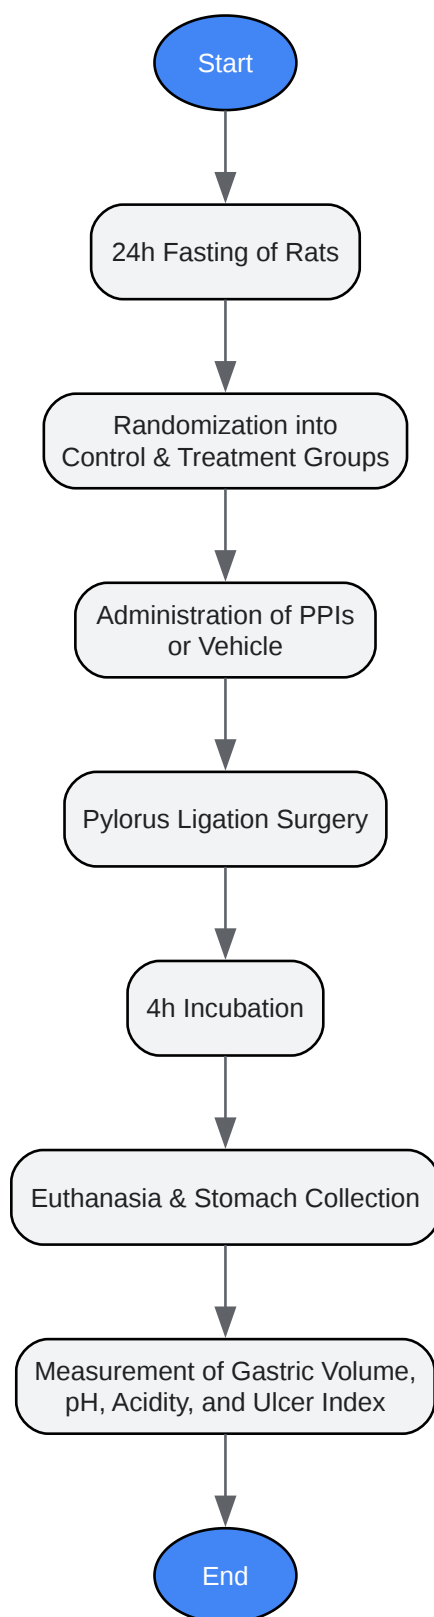 Start
24h Fasting of Rats
Randomization into
Control & Treatment Groups
Administration of PPIs
or Vehicle
Pylorus Ligation Surgery
4h Incubation
Euthanasia & Stomach Collection
Measurement of Gastric Volume,
pH, Acidity, and Ulcer Index
End